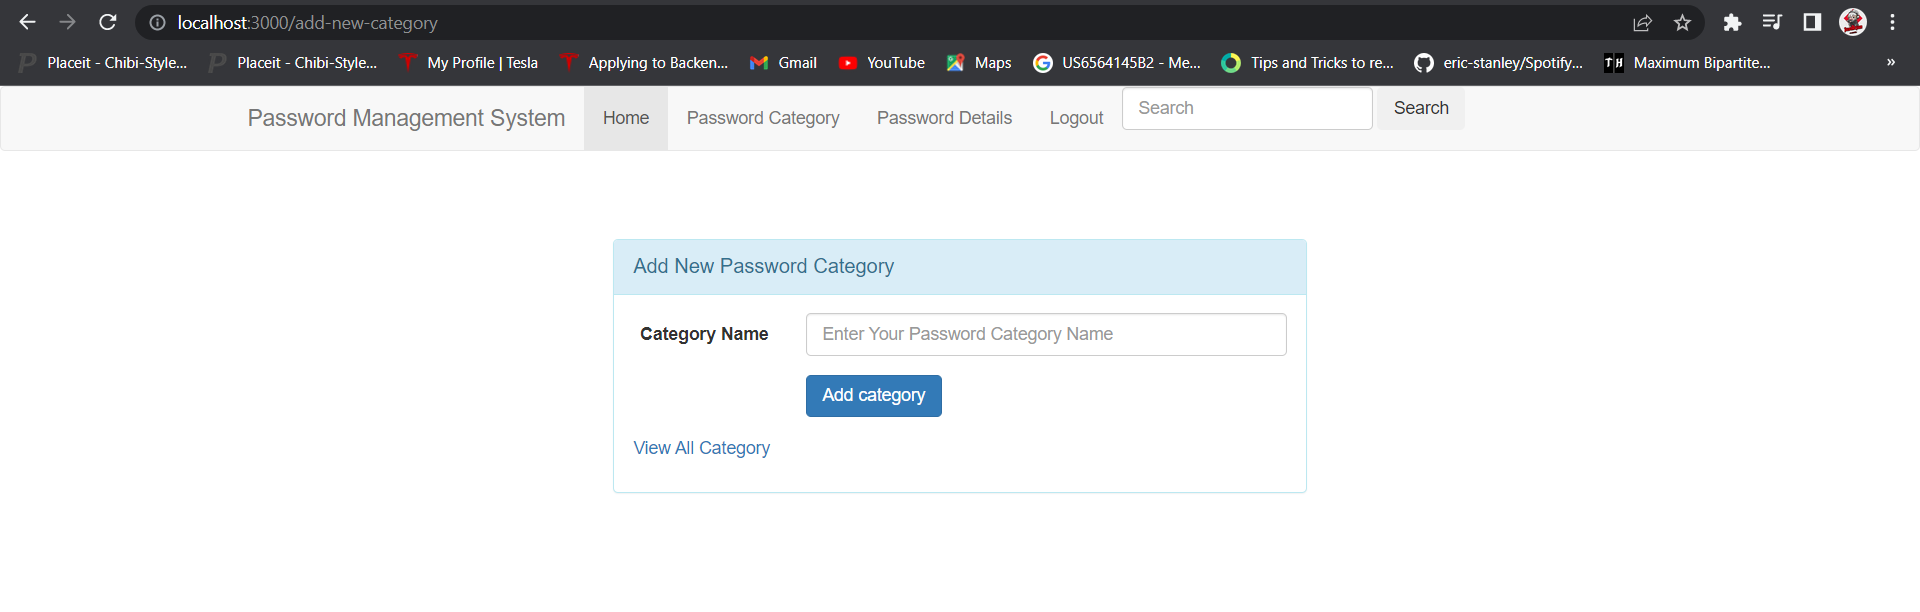 localhost:3000/add-new-category
Placeit - Chibi-Style... Placeit - Chibi-Style... My Profile | Tesla Applying to Backen... Gmail YouTube Maps US6564145B2 - Me... Tips and Tricks to re... eric-stanley/Spotify... Maximum Bipartite... »
Password Management System Home Password Category Password Details Logout Search Search
Add New Password Category
Category Name Enter Your Password Category Name
Add category
View All Category